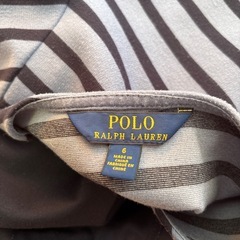 POLO
RALPH LAUREN
6
MADE IN
CHINA
FABRIQUÉ
EN CHINE